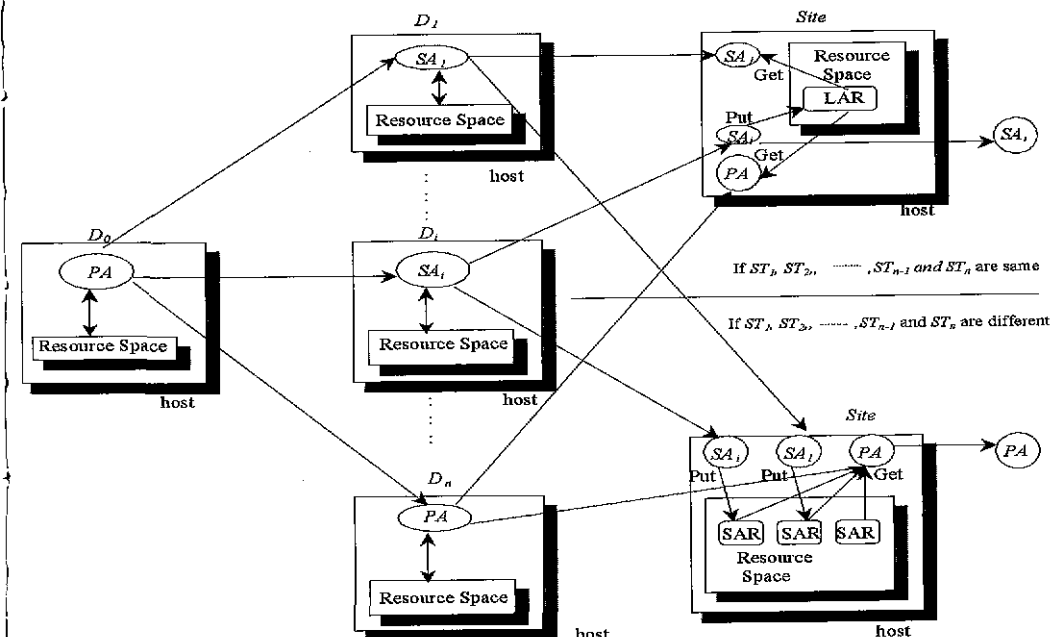 D₁
SA₁
Resource Space
host
Site
SAⱼ
Get
Resource
Space
LAR
Put
SAᵢ
Get
PA
host
SAᵢ
D₀
PA
Resource Space
host
Dᵢ
SAᵢ
Resource Space
host
If ST₁, ST₂, ········ , STₙ₋₁ and STₙ are same
If ST₁, ST₂, ------ , STₙ₋₁ and STₙ are different
Dₙ
PA
Resource Space
host
Site
SAᵢ
SA₁
PA
PA
Put
Put
Get
SAR
SAR
SAR
Resource
Space
host